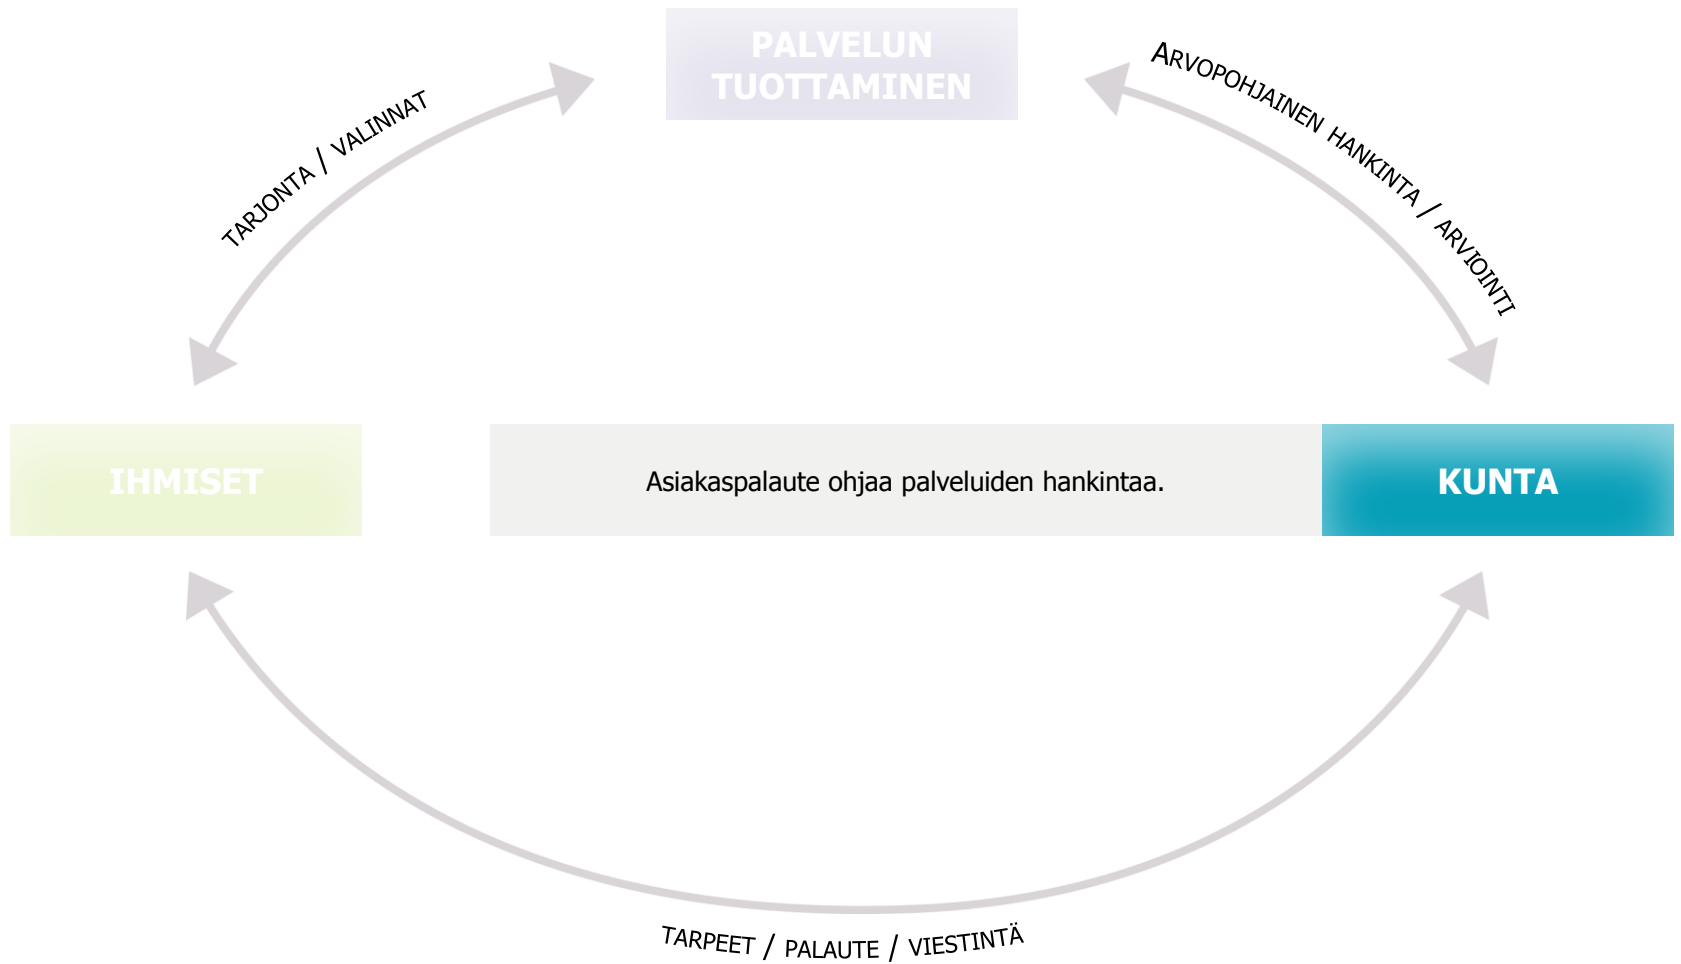 PALVELUN
TUOTTAMINEN
TARJONTA / VALINNAT
ARVOPOHJAINEN HANKINTA / ARVIOINTI
IHMISET
Asiakaspalaute ohjaa palveluiden hankintaa.
KUNTA
TARPEET / PALAUTE / VIESTINTÄ